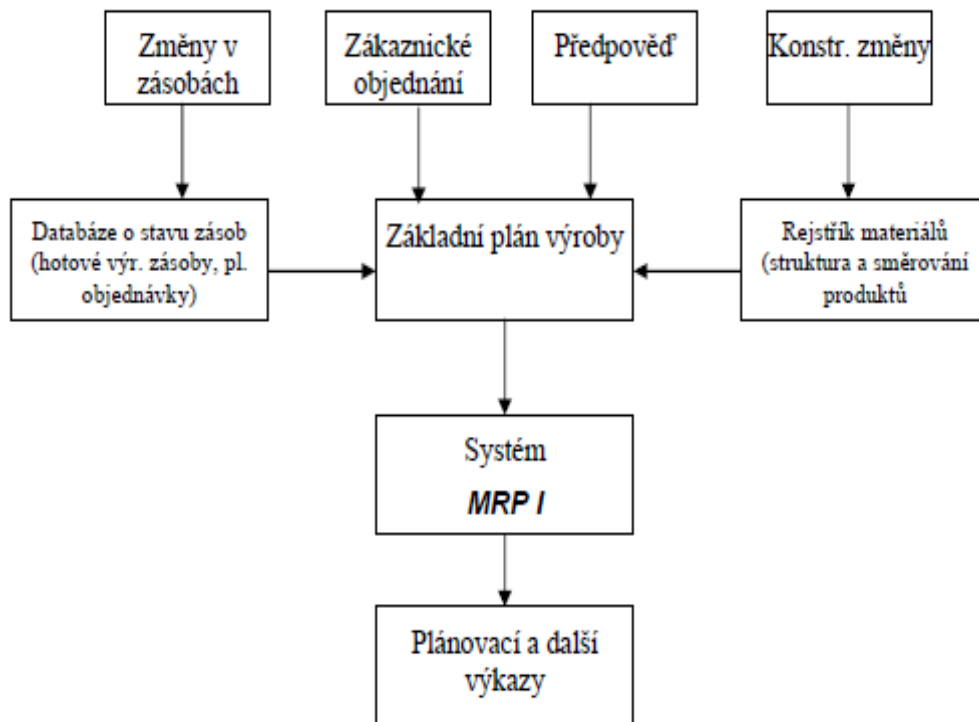 Změny v
zásobách
Zákaznické
objednání
Předpověď
Konstr. změny
Databáze o stavu zásob
(hotové výr. zásoby, pl.
objednávky)
Základní plán výroby
Rejstřík materiálů
(struktura a směrování
produktů
Systém
MRP I
Plánovací a další
výkazy